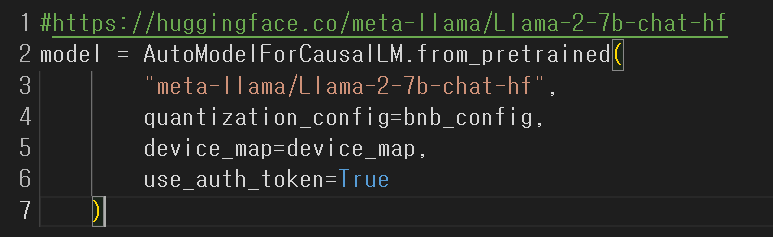 1 #https://huggingface.co/meta-llama/Llama-2-7b-chat-hf
2 model = AutoModelForCausalLM.from_pretrained(
3         "meta-llama/Llama-2-7b-chat-hf",
4         quantization_config=bnb_config,
5         device_map=device_map,
6         use_auth_token=True
7     )